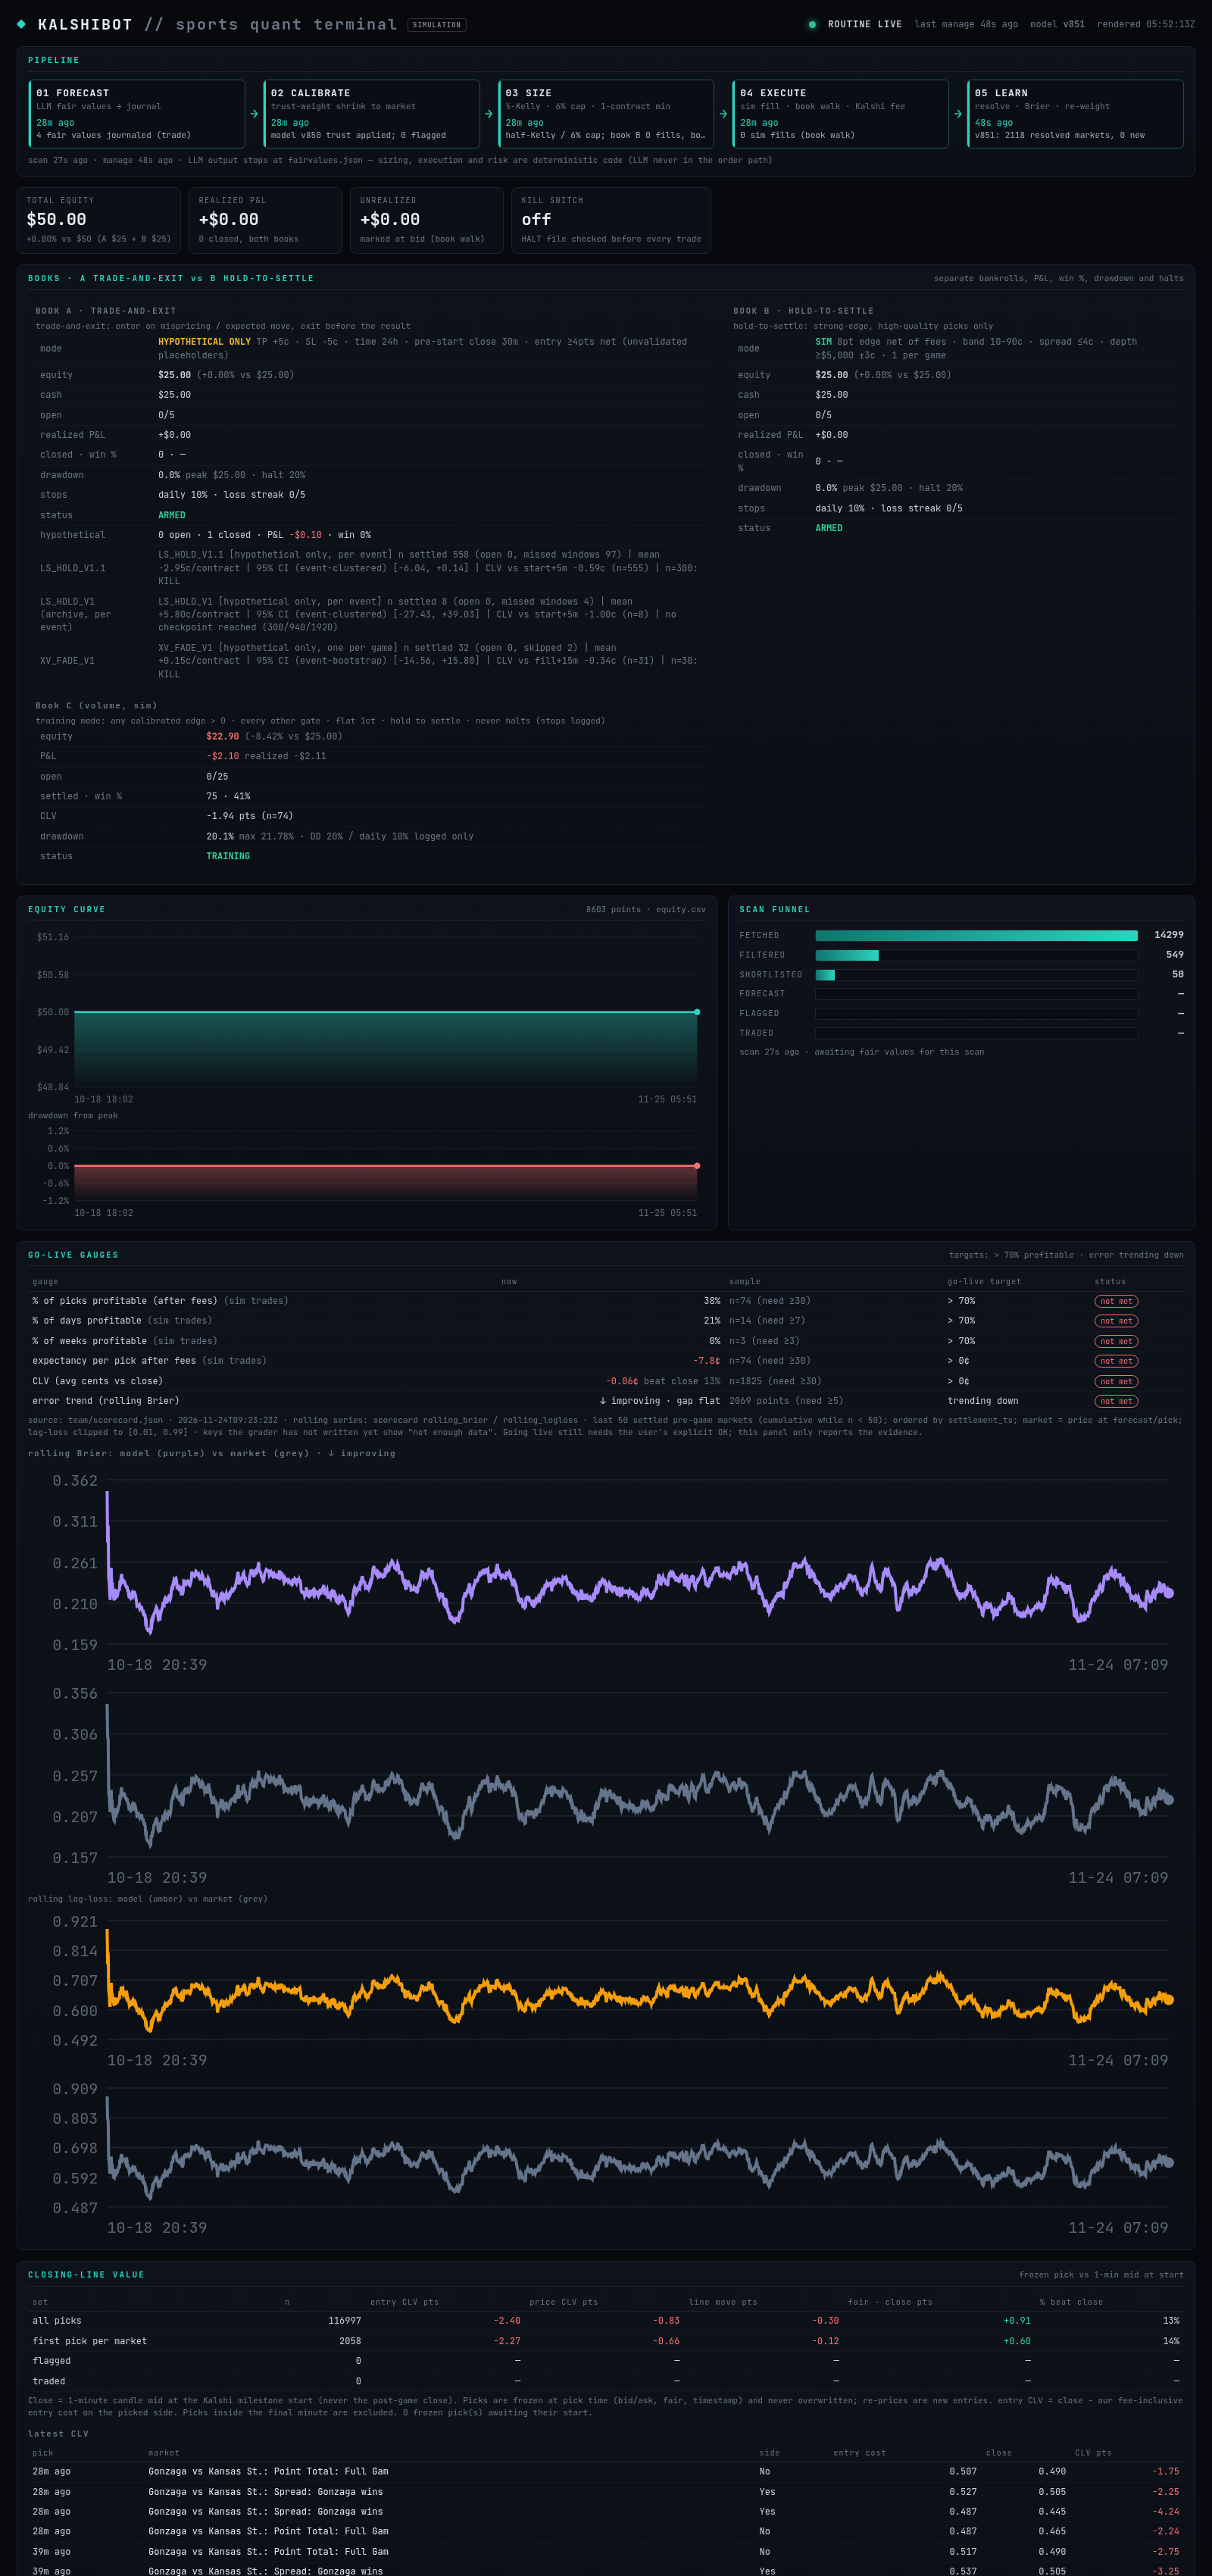 ◆ KALSHIBOT // sports quant terminal SIMULATION
ROUTINE LIVE last manage 48s ago model v851 rendered 05:52:13Z
PIPELINE
01 FORECAST
LLM fair values → journal
28m ago
4 fair values journaled (trade)
→
02 CALIBRATE
trust-weight shrink to market
28m ago
model v850 trust applied; 0 flagged
→
03 SIZE
½-Kelly · 6% cap · 1-contract min
28m ago
half-Kelly / 6% cap; book B 0 fills, bo…
→
04 EXECUTE
sim fill · book walk · Kalshi fee
28m ago
0 sim fills (book walk)
→
05 LEARN
resolve · Brier · re-weight
48s ago
v851: 2118 resolved markets, 0 new
scan 27s ago · manage 48s ago · LLM output stops at fairvalues.json — sizing, execution and risk are deterministic code (LLM never in the order path)
TOTAL EQUITY
$50.00
+0.00% vs $50 (A $25 + B $25)
REALIZED P&L
+$0.00
0 closed, both books
UNREALIZED
+$0.00
marked at bid (book walk)
KILL SWITCH
off
HALT file checked before every trade
BOOKS · A TRADE-AND-EXIT vs B HOLD-TO-SETTLE
separate bankrolls, P&L, win %, drawdown and halts
BOOK A · TRADE-AND-EXIT
trade-and-exit: enter on mispricing / expected move, exit before the result
mode HYPOTHETICAL ONLY TP +5c · SL -5c · time 24h · pre-start close 30m · entry ≥4pts net (unvalidated
placeholders)
equity $25.00 (+0.00% vs $25.00)
cash $25.00
open 0/5
realized P&L +$0.00
closed · win % 0 · —
drawdown 0.0% peak $25.00 · halt 20%
stops daily 10% · loss streak 0/5
status ARMED
hypothetical 0 open · 1 closed · P&L -$0.10 · win 0%
LS_HOLD_V1.1 LS_HOLD_V1.1 [hypothetical only, per event] n settled 558 (open 0, missed windows 97) | mean
-2.95c/contract | 95% CI (event-clustered) [-6.04, +0.14] | CLV vs start+5m -0.59c (n=555) | n=300:
KILL
LS_HOLD_V1 (archive, per event) LS_HOLD_V1 [hypothetical only, per event] n settled 8 (open 0, missed windows 4) | mean
+5.80c/contract | 95% CI (event-clustered) [-27.43, +39.03] | CLV vs start+5m -1.00c (n=8) | no
checkpoint reached (300/940/1920)
XV_FADE_V1 XV_FADE_V1 [hypothetical only, one per game] n settled 32 (open 0, skipped 2) | mean
+0.15c/contract | 95% CI (event-bootstrap) [-14.56, +15.80] | CLV vs fill+15m -0.34c (n=31) | n=30:
KILL
BOOK B · HOLD-TO-SETTLE
hold-to-settle: strong-edge, high-quality picks only
mode SIM 8pt edge net of fees · band 10-90c · spread ≤4c · depth
≥$5,000 ±3c · 1 per game
equity $25.00 (+0.00% vs $25.00)
cash $25.00
open 0/5
realized P&L +$0.00
closed · win % 0 · —
drawdown 0.0% peak $25.00 · halt 20%
stops daily 10% · loss streak 0/5
status ARMED
Book C (volume, sim)
training mode: any calibrated edge > 0 · every other gate · flat 1ct · hold to settle · never halts (stops logged)
equity $22.90 (-8.42% vs $25.00)
P&L -$2.10 realized -$2.11
open 0/25
settled · win % 75 · 41%
CLV -1.94 pts (n=74)
drawdown 20.1% max 21.78% · DD 20% / daily 10% logged only
status TRAINING
EQUITY CURVE 8603 points · equity.csv
$51.16
$50.58
$50.00
$49.42
$48.84
10-18 18:02 11-25 05:51
drawdown from peak
1.2%
0.6%
0.0%
-0.6%
-1.2%
10-18 18:02 11-25 05:51
SCAN FUNNEL
FETCHED 14299
FILTERED 549
SHORTLISTED 50
FORECAST —
FLAGGED —
TRADED —
scan 27s ago · awaiting fair values for this scan
GO-LIVE GAUGES targets: > 70% profitable · error trending down
gauge now sample go-live target status
% of picks profitable (after fees) (sim trades) 38% n=74 (need ≥30) > 70% not met
% of days profitable (sim trades) 21% n=14 (need ≥7) > 70% not met
% of weeks profitable (sim trades) 0% n=3 (need ≥3) > 70% not met
expectancy per pick after fees (sim trades) -7.8¢ n=74 (need ≥30) > 0¢ not met
CLV (avg cents vs close) -0.06¢ beat close 13% n=1825 (need ≥30) > 0¢ not met
error trend (rolling Brier) ↓ improving · gap flat 2069 points (need ≥5) trending down not met
source: team/scorecard.json · 2026-11-24T09:23:23Z · rolling series: scorecard rolling_brier / rolling_logloss · last 50 settled pre-game markets (cumulative while n < 50); ordered by settlement_ts; market = price at forecast/pick;
log-loss clipped to [0.01, 0.99] · keys the grader has not written yet show "not enough data". Going live still needs the user's explicit OK; this panel only reports the evidence.
rolling Brier: model (purple) vs market (grey) · ↓ improving
0.362
0.311
0.261
0.210
0.159
10-18 20:39 11-24 07:09
0.356
0.306
0.257
0.207
0.157
10-18 20:39 11-24 07:09
rolling log-loss: model (amber) vs market (grey)
0.921
0.814
0.707
0.600
0.492
10-18 20:39 11-24 07:09
0.909
0.803
0.698
0.592
0.487
10-18 20:39 11-24 07:09
CLOSING-LINE VALUE frozen pick vs 1-min mid at start
set n entry CLV pts price CLV pts line move pts fair - close pts % beat close
all picks 116997 -2.40 -0.83 -0.30 +0.91 13%
first pick per market 2058 -2.27 -0.66 -0.12 +0.60 14%
flagged 0 — — — — —
traded 0 — — — — —
Close = 1-minute candle mid at the Kalshi milestone start (never the post-game close). Picks are frozen at pick time (bid/ask, fair, timestamp) and never overwritten; re-prices are new entries. entry CLV = close - our fee-inclusive
entry cost on the picked side. Picks inside the final minute are excluded. 0 frozen pick(s) awaiting their start.
latest CLV
pick market side entry cost close CLV pts
28m ago Gonzaga vs Kansas St.: Point Total: Full Gam No 0.507 0.490 -1.75
28m ago Gonzaga vs Kansas St.: Spread: Gonzaga wins Yes 0.527 0.505 -2.25
28m ago Gonzaga vs Kansas St.: Spread: Gonzaga wins Yes 0.487 0.445 -4.24
28m ago Gonzaga vs Kansas St.: Point Total: Full Gam No 0.487 0.465 -2.24
39m ago Gonzaga vs Kansas St.: Point Total: Full Gam No 0.517 0.490 -2.75
39m ago Gonzaga vs Kansas St.: Spread: Gonzaga wins Yes 0.537 0.505 -3.25